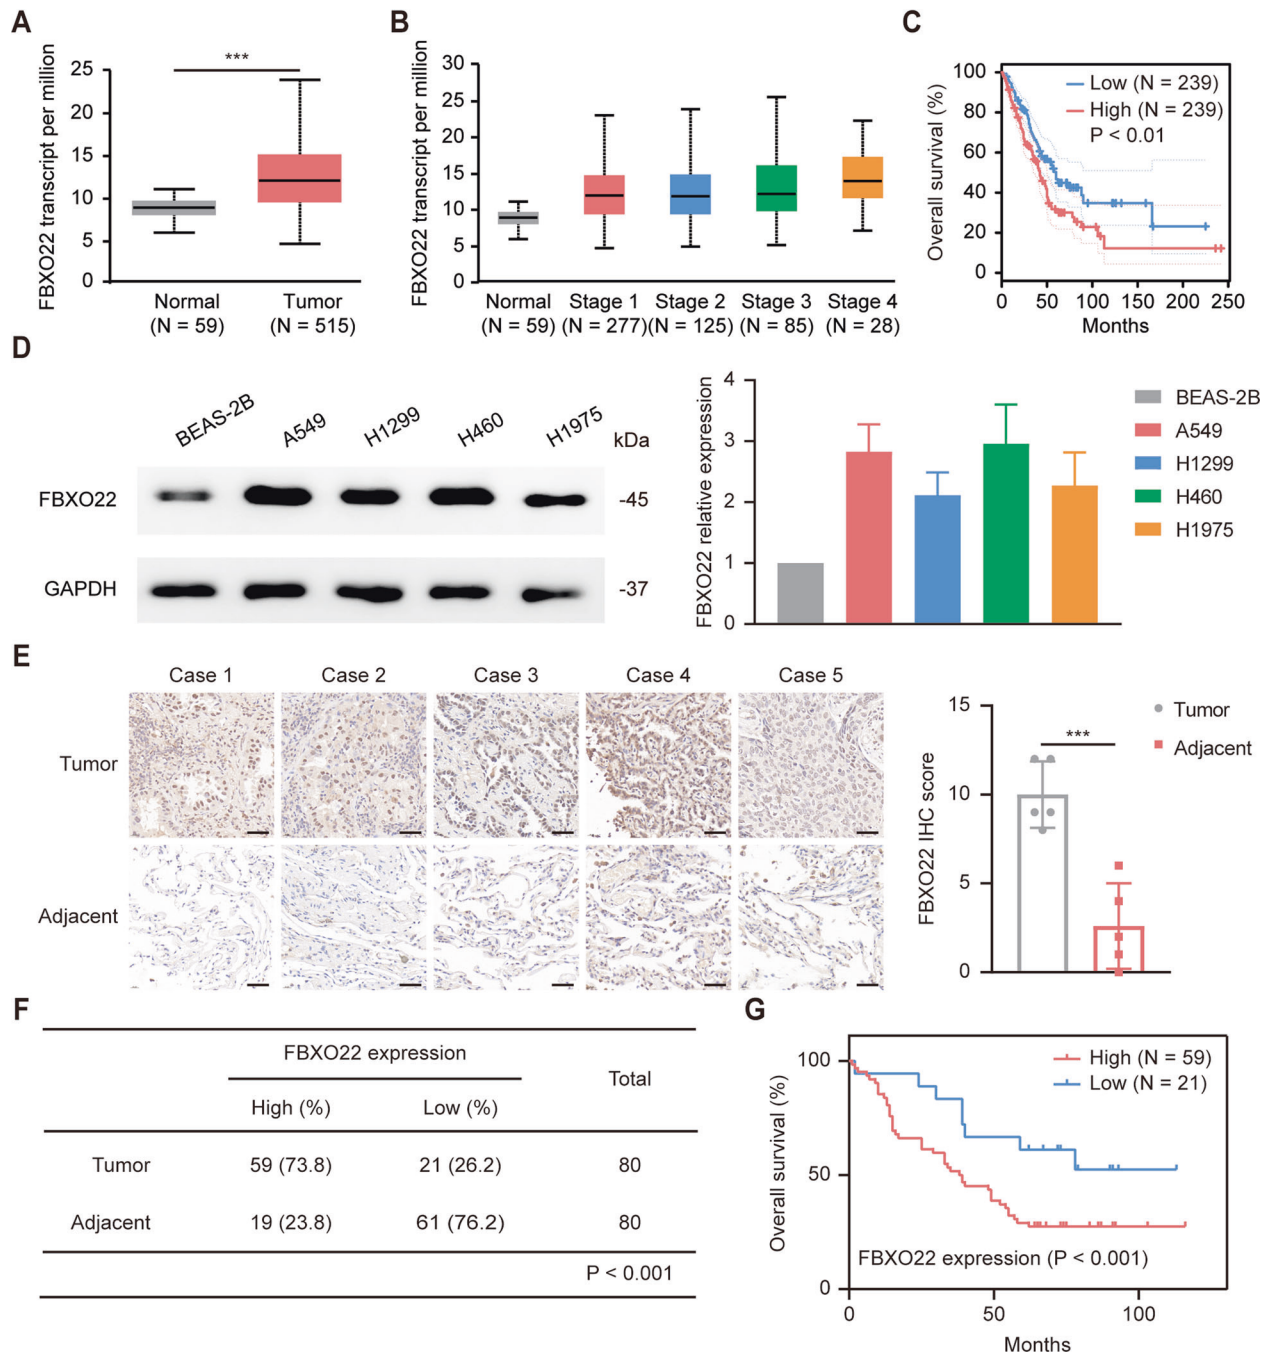 A
FBXO22 transcript per million
25
20
15
10
5
0
***
Normal
(N = 59)
Tumor
(N = 515)
B
FBXO22 transcript per million
30
25
20
15
10
5
0
Normal
(N = 59)
Stage 1
(N = 277)
Stage 2
(N = 125)
Stage 3
(N = 85)
Stage 4
(N = 28)
C
Overall survival (%)
100
80
60
40
20
0
Low (N = 239)
High (N = 239)
P < 0.01
0 50 100 150 200 250
Months
D
BEAS-2B A549 H1299 H460 H1975 kDa
FBXO22 -45
GAPDH -37
FBXO22 relative expression
4
3
2
1
0
BEAS-2B
A549
H1299
H460
H1975
E
Case 1 Case 2 Case 3 Case 4 Case 5
Tumor
Adjacent
FBXO22 IHC score
15
10
5
0
***
Tumor
Adjacent
F
FBXO22 expression
Total
High (%) Low (%)
Tumor 59 (73.8) 21 (26.2) 80
Adjacent 19 (23.8) 61 (76.2) 80
P < 0.001
G
Overall survival (%)
100
50
0
High (N = 59)
Low (N = 21)
FBXO22 expression (P < 0.001)
0 50 100
Months